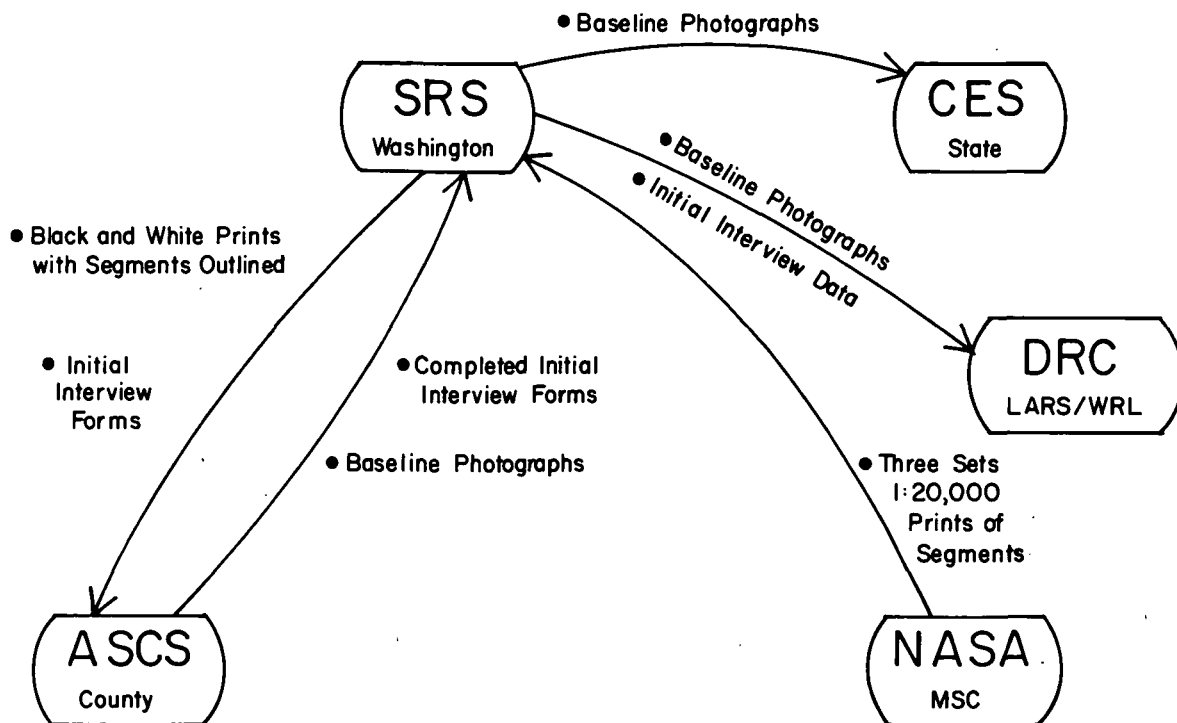 • Baseline Photographs
SRS
Washington
CES
State
• Baseline Photographs
• Initial Interview Data
• Black and White Prints
with Segments Outlined
• Initial
Interview
Forms
• Completed Initial
Interview Forms
• Baseline Photographs
DRC
LARS/WRL
• Three Sets
1:20,000
Prints of
Segments
ASCS
County
NASA
MSC